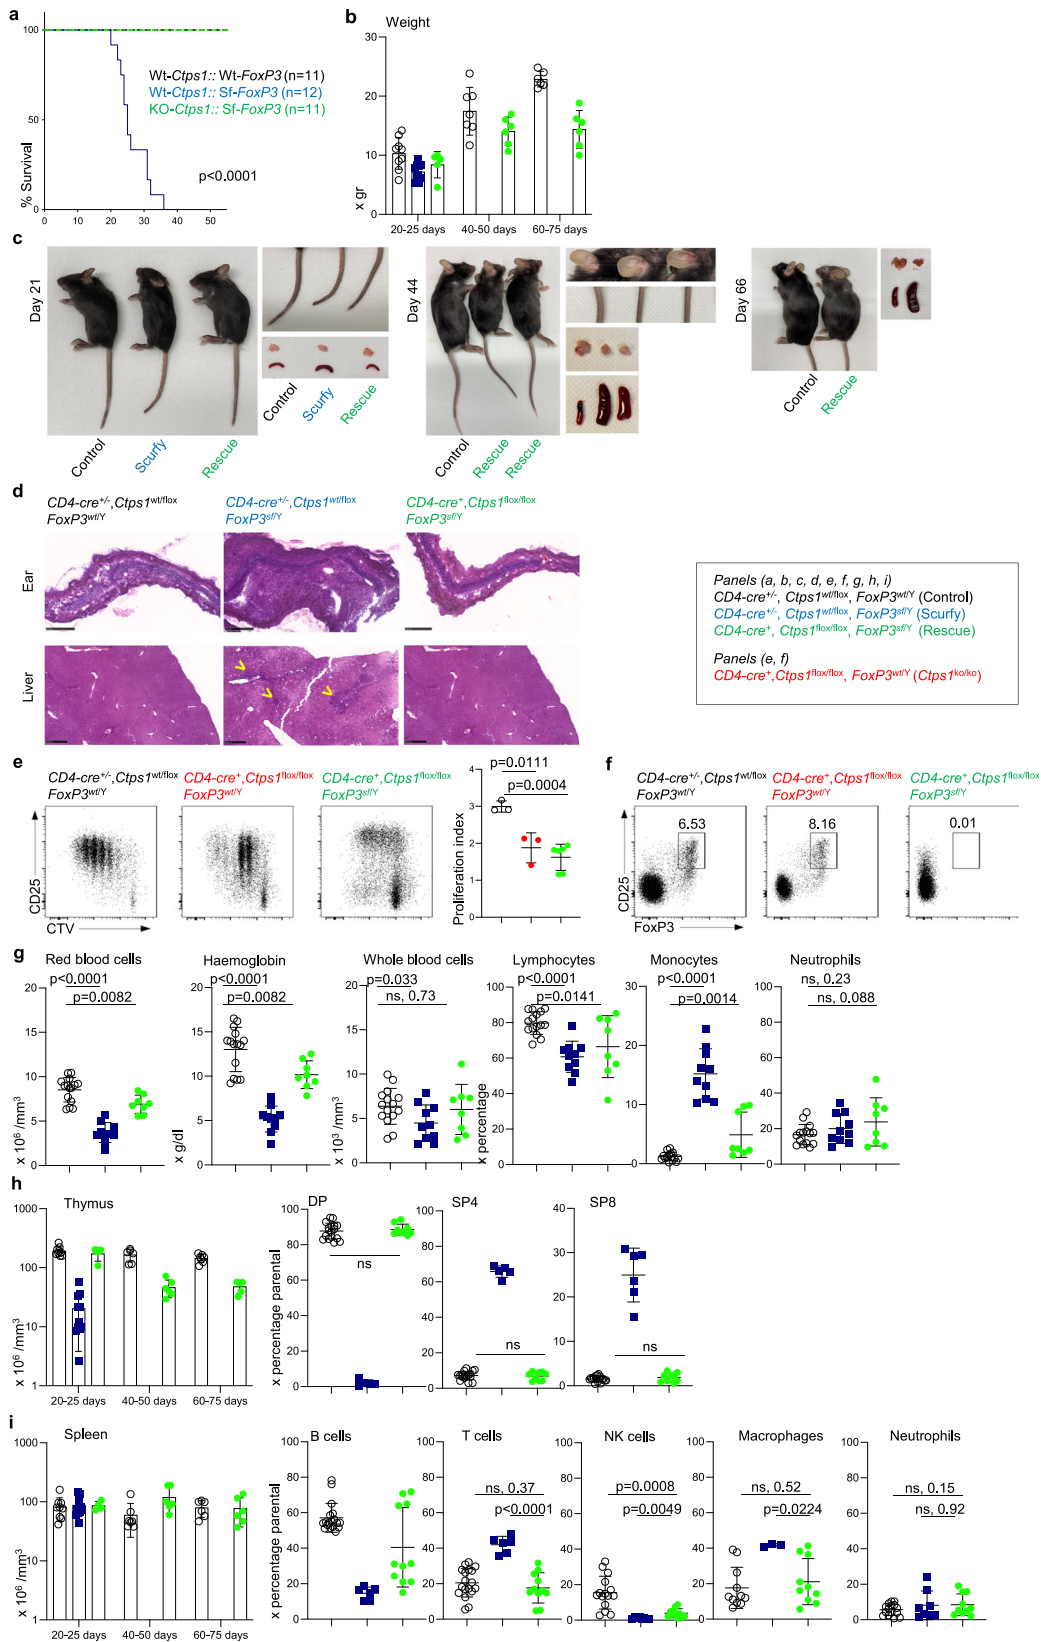 a
100
% Survival
0
0 10 20 30 40 50
Wt-Ctps1:: Wt-FoxP3 (n=11)
Wt-Ctps1:: Sf-FoxP3 (n=12)
KO-Ctps1:: Sf-FoxP3 (n=11)
p<0.0001
b
Weight
30
20
10
0
x gr
20-25 days 40-50 days 60-75 days
c
Day 21
Control
Scurfy
Rescue
Control
Scurfy
Rescue
Day 44
Control
Rescue
Rescue
Day 66
Control
Rescue
d
CD4-cre+/-,Ctps1wt/flox
FoxP3wt/Y
CD4-cre+/-,Ctps1wt/flox
FoxP3sf/Y
CD4-cre+,Ctps1flox/flox
FoxP3sf/Y
Ear
Liver
Panels (a, b, c, d, e, f, g, h, i)
CD4-cre+/-, Ctps1wt/flox, FoxP3wt/Y (Control)
CD4-cre+/-, Ctps1wt/flox, FoxP3sf/Y (Scurfy)
CD4-cre+, Ctps1flox/flox, FoxP3sf/Y (Rescue)
Panels (e, f)
CD4-cre+,Ctps1flox/flox, FoxP3wt/Y (Ctps1ko/ko)
e
CD4-cre+/-,Ctps1wt/flox
FoxP3wt/Y
CD4-cre+,Ctps1flox/flox
FoxP3wt/Y
CD4-cre+,Ctps1flox/flox
FoxP3sf/Y
CD25
CTV
p=0.0111
p=0.0004
4
3
2
1
0
Proliferation index
f
CD4-cre+/-,Ctps1wt/flox
FoxP3wt/Y
CD4-cre+,Ctps1flox/flox
FoxP3wt/Y
CD4-cre+,Ctps1flox/flox
FoxP3sf/Y
6.53
8.16
0.01
CD25
FoxP3
g
Red blood cells
p<0.0001
p=0.0082
20
15
10
5
0
x 10⁶ /mm³
Haemoglobin
p<0.0001
p=0.0082
20
15
10
5
0
x g/dl
Whole blood cells
p=0.033
ns, 0.73
20
15
10
5
0
x 10³ /mm³
Lymphocytes
p<0.0001
p=0.0141
100
80
60
40
20
0
x percentage
Monocytes
p<0.0001
p=0.0014
30
20
10
0
Neutrophils
ns, 0.23
ns, 0.088
100
80
60
40
20
0
h
Thymus
1000
100
10
1
x 10⁶ /mm³
20-25 days 40-50 days 60-75 days
DP
100
80
60
40
20
0
x percentage parental
ns
SP4
100
80
60
40
20
0
x percentage parental
ns
SP8
40
30
20
10
0
ns
i
Spleen
1000
100
10
1
x 10⁶ /mm³
20-25 days 40-50 days 60-75 days
B cells
100
80
60
40
20
0
x percentage parental
T cells
ns, 0.37
p<0.0001
100
80
60
40
20
0
NK cells
p=0.0008
p=0.0049
100
80
60
40
20
0
Macrophages
ns, 0.52
p=0.0224
100
80
60
40
20
0
Neutrophils
ns, 0.15
ns, 0.92
100
80
60
40
20
0